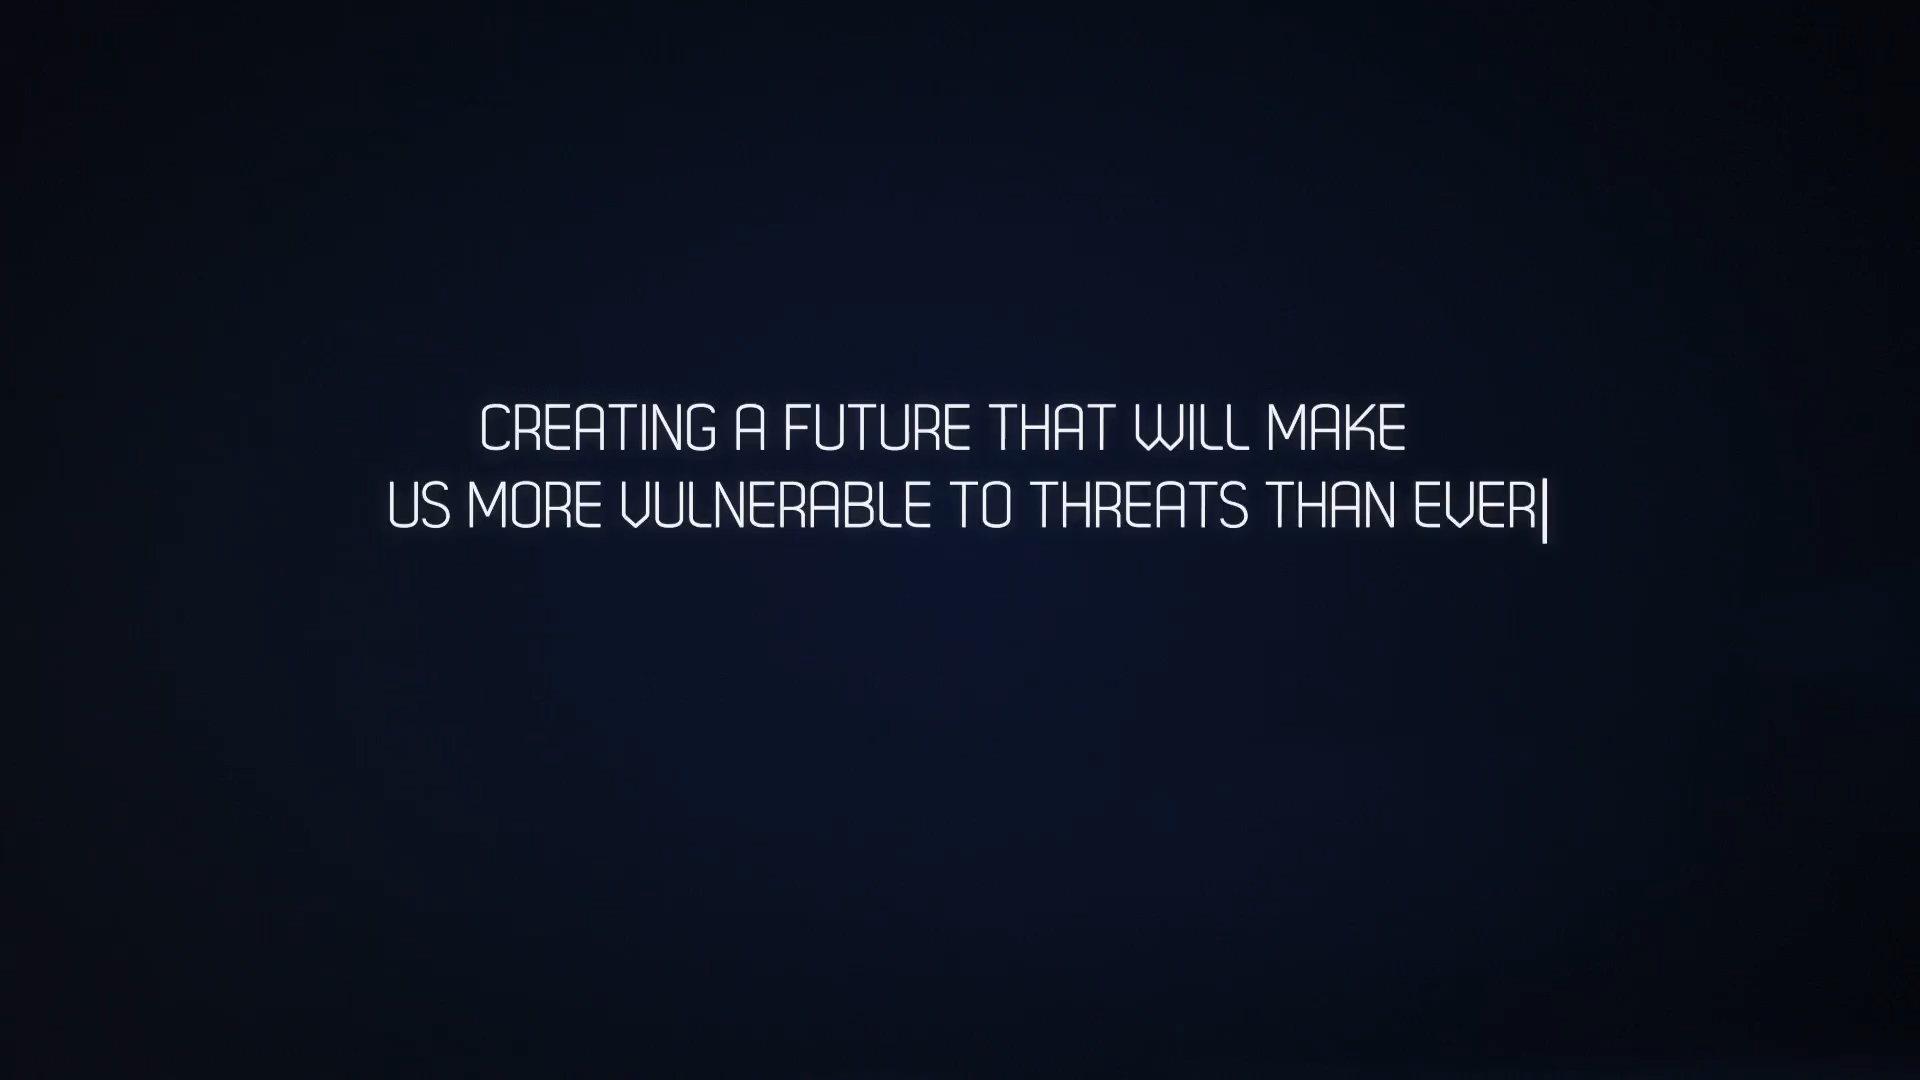 CREATING A FUTURE THAT WILL MAKE
US MORE VULNERABLE TO THREATS THAN EVER